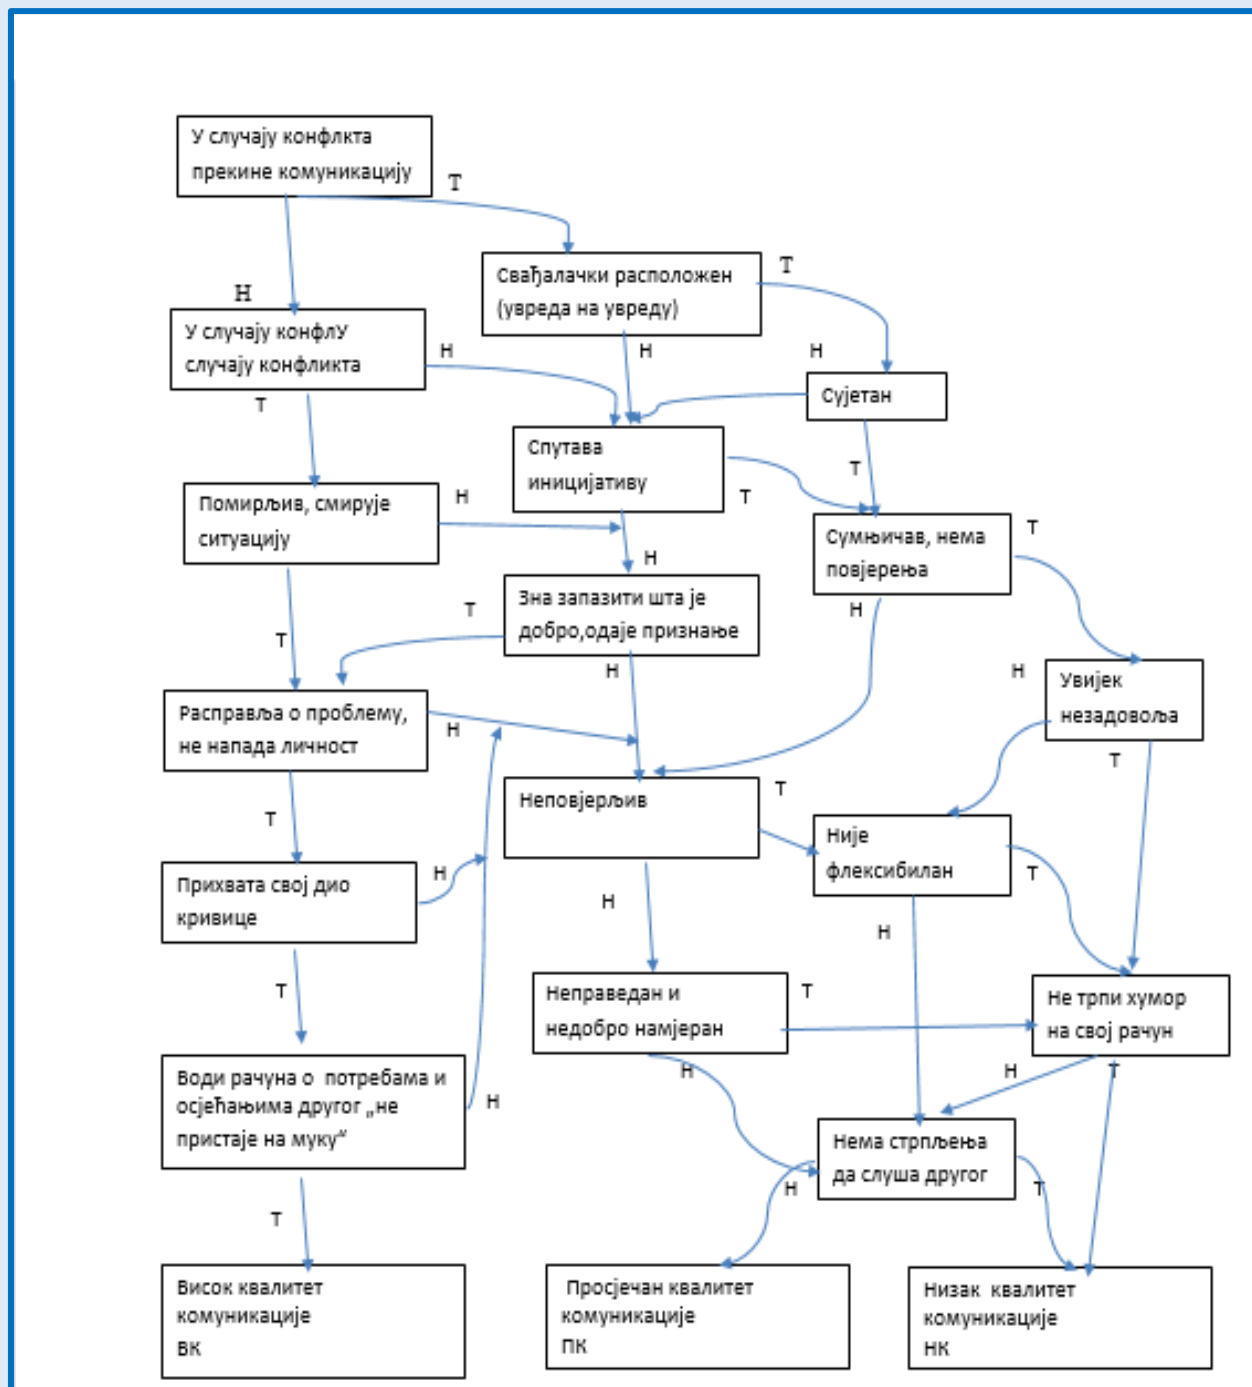 У случају конфлкта
прекине комуникацију
Т
Свађалачки расположен
(увреда на увреду)
Т
Н
У случају конфлУ
случају конфликта
Н
Н
Н
Сујетан
Т
Спутава
иницијативу
Т
Т
Помирљив, смирује
ситуацију
Н
Сумњичав, нема
повјерења
Т
Н
Зна запазити шта је
добро,одаје признање
Т
Н
Т
Н
Увијек
незадовоља
Н
Расправља о проблему,
не напада личност
Н
Т
Неповјерљив
Т
Није
флексибилан
Т
Т
Прихвата свој дио
кривице
Н
Н
Н
Т
Неправедан и
недобро намјеран
Т
Не трпи хумор
на свој рачун
Води рачуна о потребама и
осјећањима другог „не
пристаје на муку“
Н
Н
Н
Т
Нема стрпљења
да слуша другог
Н
Т
Т
Висок квалитет
комуникације
ВК
Просјечан квалитет
комуникације
ПК
Низак квалитет
комуникације
НК